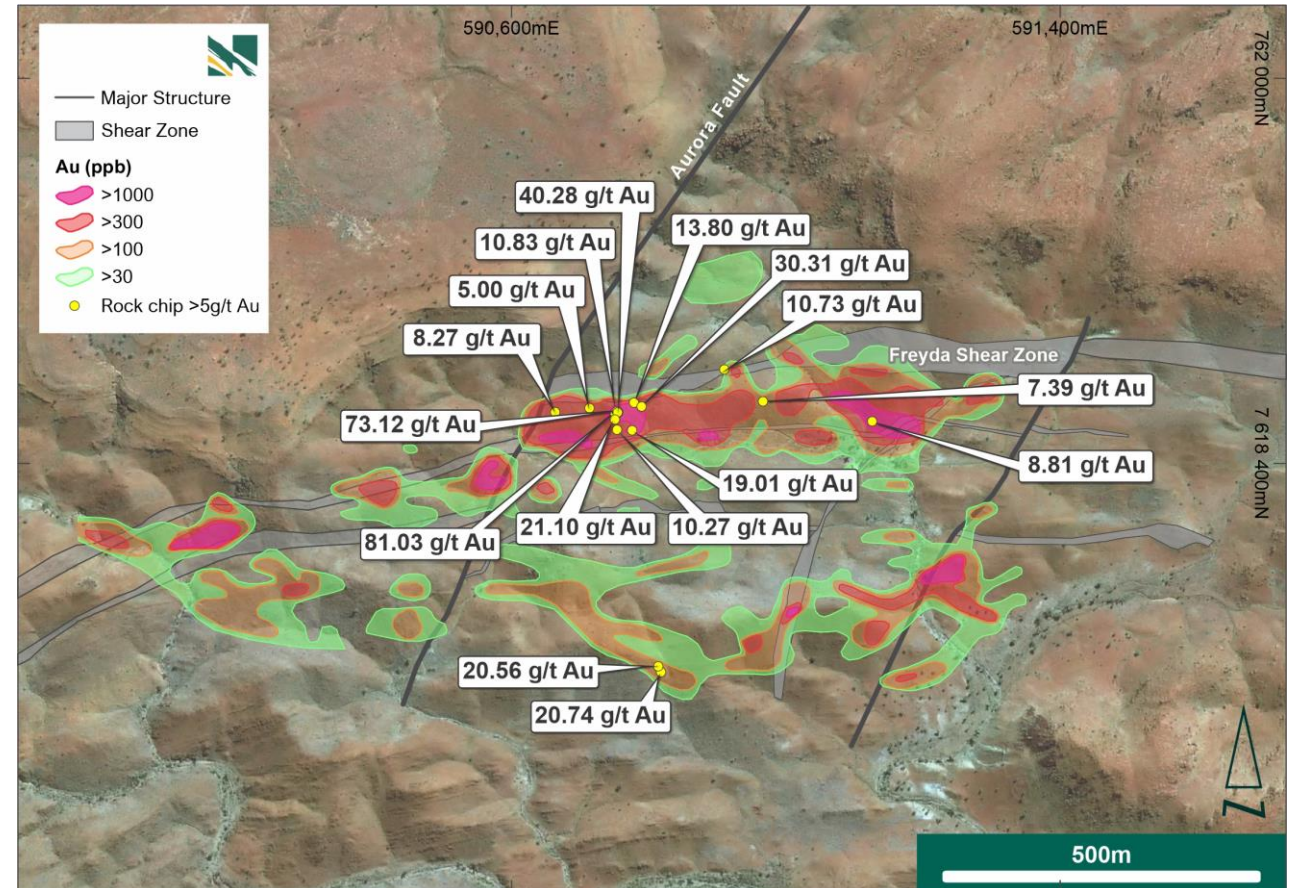 590,600mE
591,400mE
762 000mN
7 618 400mN
Major Structure
Shear Zone
Au (ppb)
>1000
>300
>100
>30
Rock chip >5g/t Au
Aurora Fault
40.28 g/t Au
10.83 g/t Au
13.80 g/t Au
5.00 g/t Au
30.31 g/t Au
8.27 g/t Au
10.73 g/t Au
Freyda Shear Zone
7.39 g/t Au
73.12 g/t Au
8.81 g/t Au
19.01 g/t Au
21.10 g/t Au
10.27 g/t Au
81.03 g/t Au
20.56 g/t Au
20.74 g/t Au
N
500m